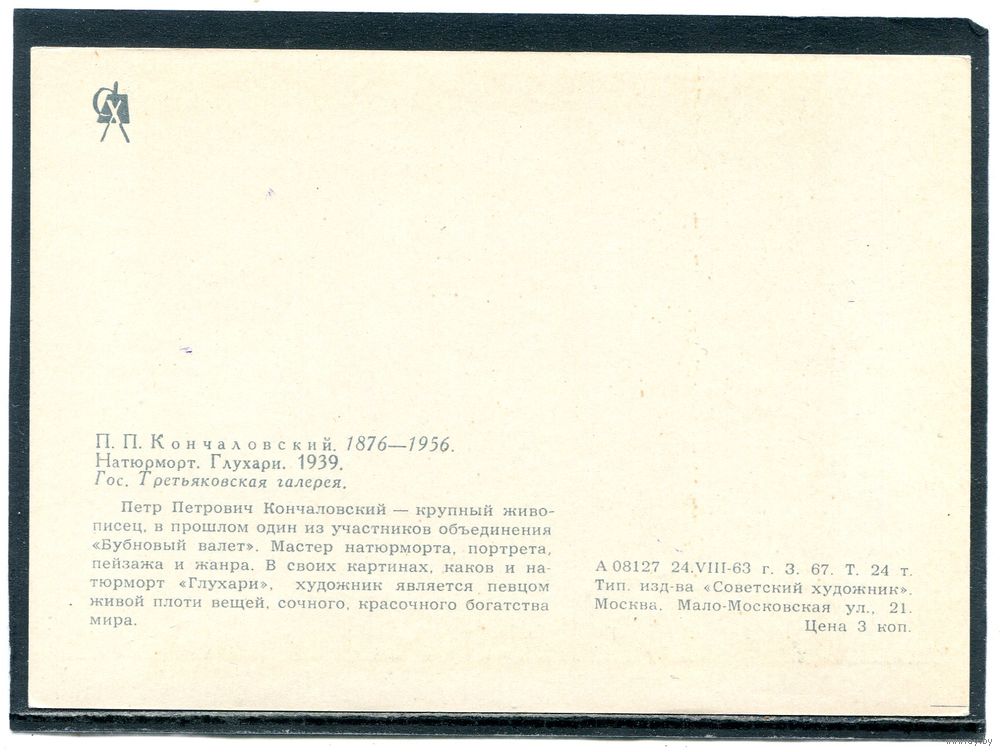 П. П. Кончаловский. 1876—1956.
Натюрморт. Глухари. 1939.
Гос. Третьяковская галерея.
Петр Петрович Кончаловский — крупный живо-
писец, в прошлом один из участников объединения
«Бубновый валет». Мастер натюрморта, портрета,
пейзажа и жанра. В своих картинах, каков и на-
тюрморт «Глухари», художник является певцом
живой плоти вещей, сочного, красочного богатства
мира.
А 08127 24.VIII-63 г. З. 67. Т. 24 т.
Тип. изд-ва «Советский художник».
Москва. Мало-Московская ул., 21.
Цена 3 коп.